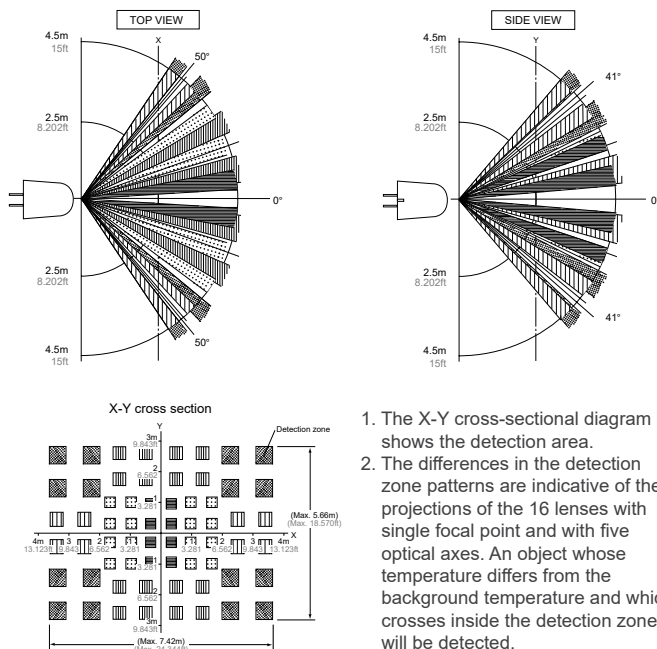 TOP VIEW
4.5m
15ft
X
50°
2.5m
8.202ft
0°
2.5m
8.202ft
4.5m
15ft
50°
SIDE VIEW
4.5m
15ft
Y
41°
2.5m
8.202ft
0
2.5m
8.202ft
4.5m
15ft
41°
X-Y cross section
Y
3m
9.843ft
Detection zone
2
6.562
1
3.281
(Max. 5.66m)
(Max. 18.570ft)
4m 3 2 1 1 2 3 4m X
13.123ft 9.843 6.562 3.281 3.281 6.562 9.843 13.123ft
1
3.281
2
6.562
3m
9.843ft
(Max. 7.42m)
(Max. 24.344ft)
1. The X-Y cross-sectional diagram
shows the detection area.
2. The differences in the detection
zone patterns are indicative of the
projections of the 16 lenses with
single focal point and with five
optical axes. An object whose
temperature differs from the
background temperature and whic
crosses inside the detection zone
will be detected.